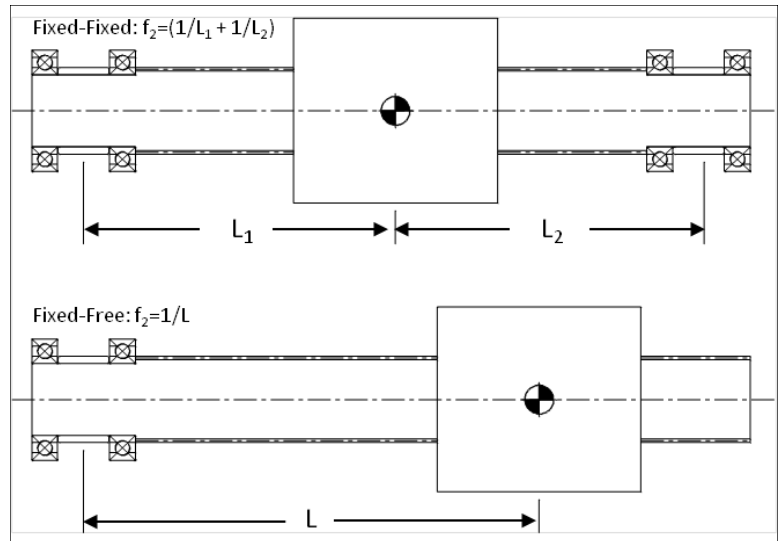 Fixed-Fixed: f₂=(1/L₁ + 1/L₂)
L₁
L₂
Fixed-Free: f₂=1/L
L